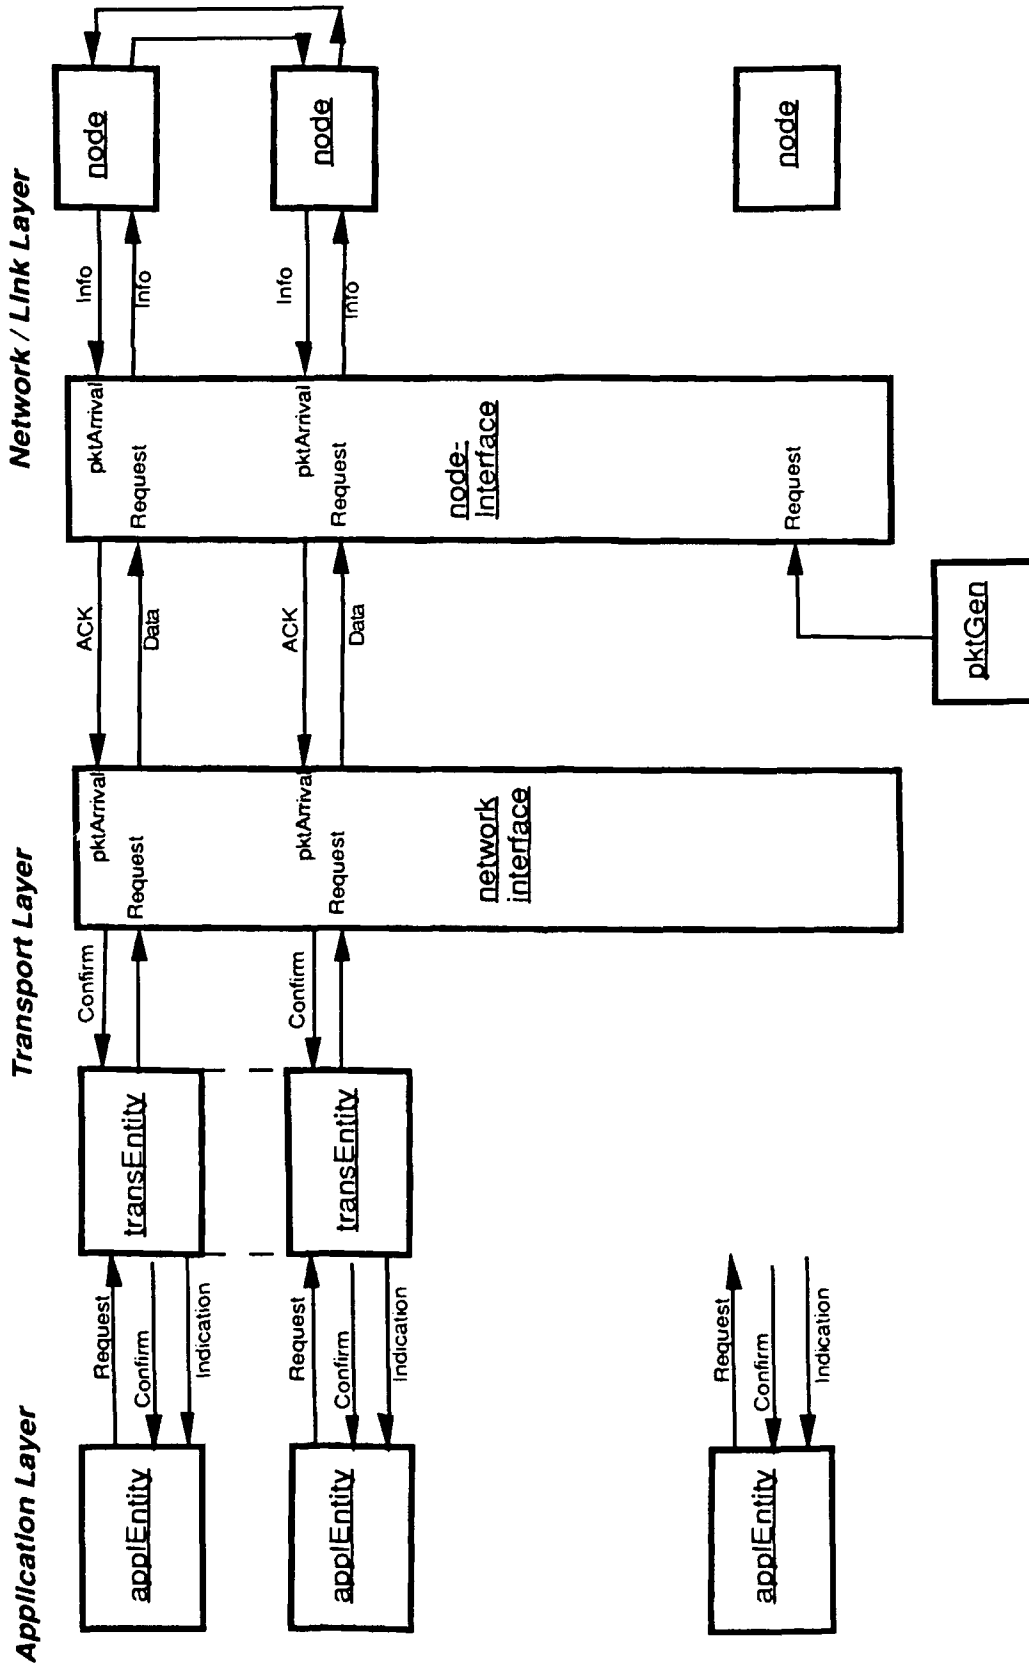 Application Layer
Transport Layer
Network / Link Layer
applEntity
Request
Confirm
Indication
transEntity
Confirm
pktArrival
Request
ACK
Data
pktArrival
Request
Info
Info
node
applEntity
Request
Confirm
Indication
transEntity
Confirm
pktArrival
Request
ACK
Data
pktArrival
Request
Info
Info
node
network
interface
node-
Interface
applEntity
Request
Confirm
Indication
Request
node
pktGen